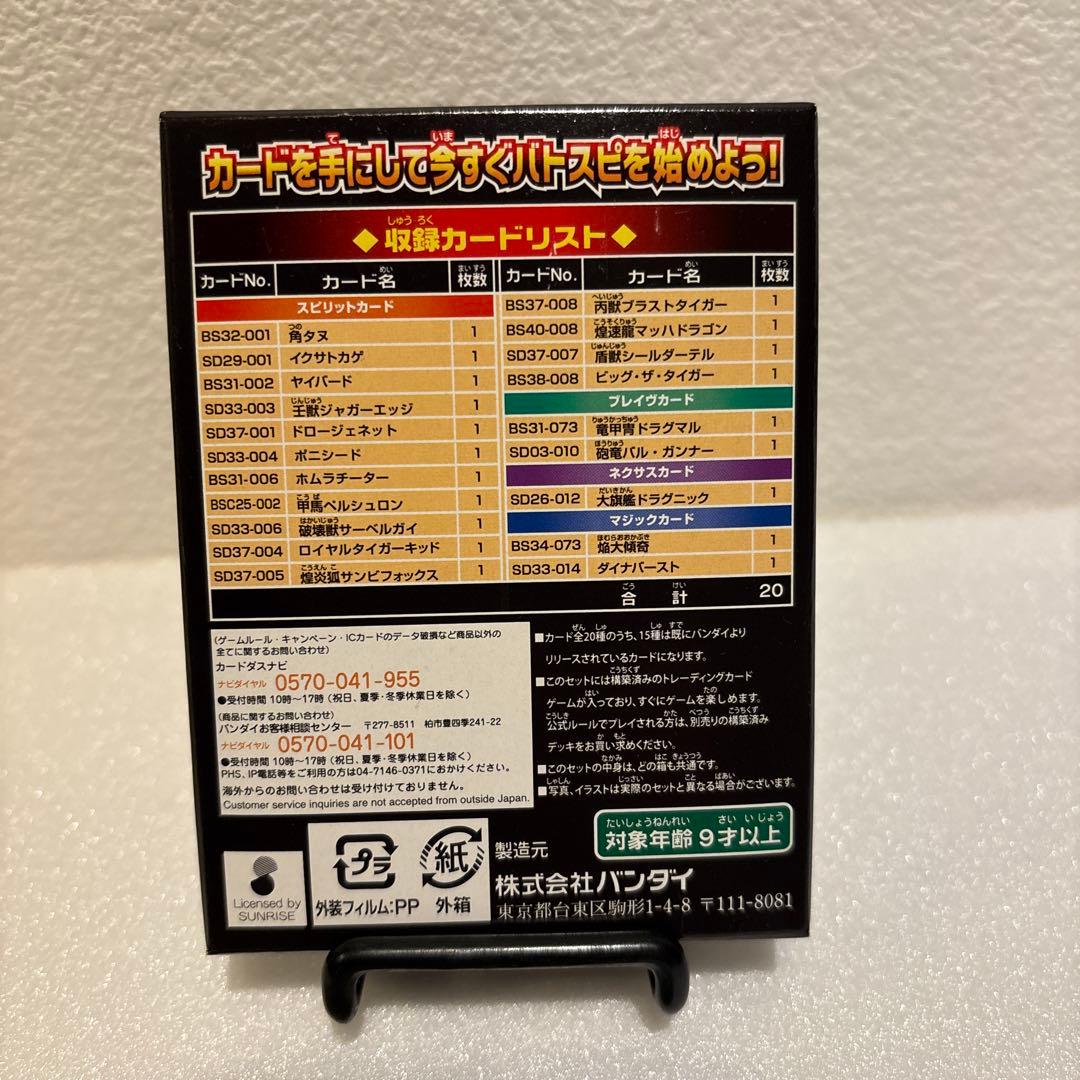 カードを手にして今すぐバトスピを始めよう!
◆収録カードリスト◆
カードNo. カード名 枚数
スピリットカード
BS32-001 角タヌ 1
SD29-001 イクサトカゲ 1
BS31-002 ヤイバード 1
SD33-003 壬獣ジャガーエッジ 1
SD37-001 ドロージェネット 1
SD33-004 ポニシード 1
BS31-006 ホムラチーター 1
BSC25-002 甲馬ペルシュロン 1
SD33-006 破壊獣サーベルガイ 1
SD37-004 ロイヤルタイガーキッド 1
SD37-005 煌炎狐サンビフォックス 1
カードNo. カード名 枚数
BS37-008 丙獣ブラストタイガー 1
BS40-008 煌速龍マッハドラゴン 1
SD37-007 盾獣シールダーテル 1
BS38-008 ビッグ・ザ・タイガー 1
ブレイヴカード
BS31-073 竜甲冑ドラグマル 1
SD03-010 砲竜バル・ガンナー 1
ネクサスカード
SD26-012 大旗艦ドラグニック 1
マジックカード
BS34-073 焔大傾奇 1
SD33-014 ダイナバースト 1
合計 20
(ゲームルール・キャンペーン・ICカードのデータ破損など商品以外の
全てに関するお問い合わせ)
カードダスナビ
ナビダイヤル 0570-041-955
●受付時間 10時〜17時 (祝日、夏季・冬季休業日を除く)
(商品に関するお問い合わせ)
バンダイお客様相談センター 〒277-8511 柏市豊四季241-22
ナビダイヤル 0570-041-101
●受付時間 10時〜17時 (祝日、夏季・冬季休業日を除く)
PHS、IP電話等をご利用の方は04-7146-0371におかけください。
海外からのお問い合わせは受け付けておりません。
Customer service inquiries are not accepted from outside Japan.
■カード全20種のうち、15種は既にバンダイより
リリースされているカードになります。
■このセットには構築済みのトレーディングカード
ゲームが入っており、すぐにゲームを楽しめます。
公式ルールでプレイされる方は、別売りの構築済み
デッキをお買い求めください。
■このセットの中身は、どの箱も共通です。
■写真、イラストは実際のセットと異なる場合がございます。
対象年齢 9才以上
Licensed by
SUNRISE
プラ
外装フィルム:PP
紙
外箱
製造元
株式会社バンダイ
東京都台東区駒形1-4-8 〒111-8081